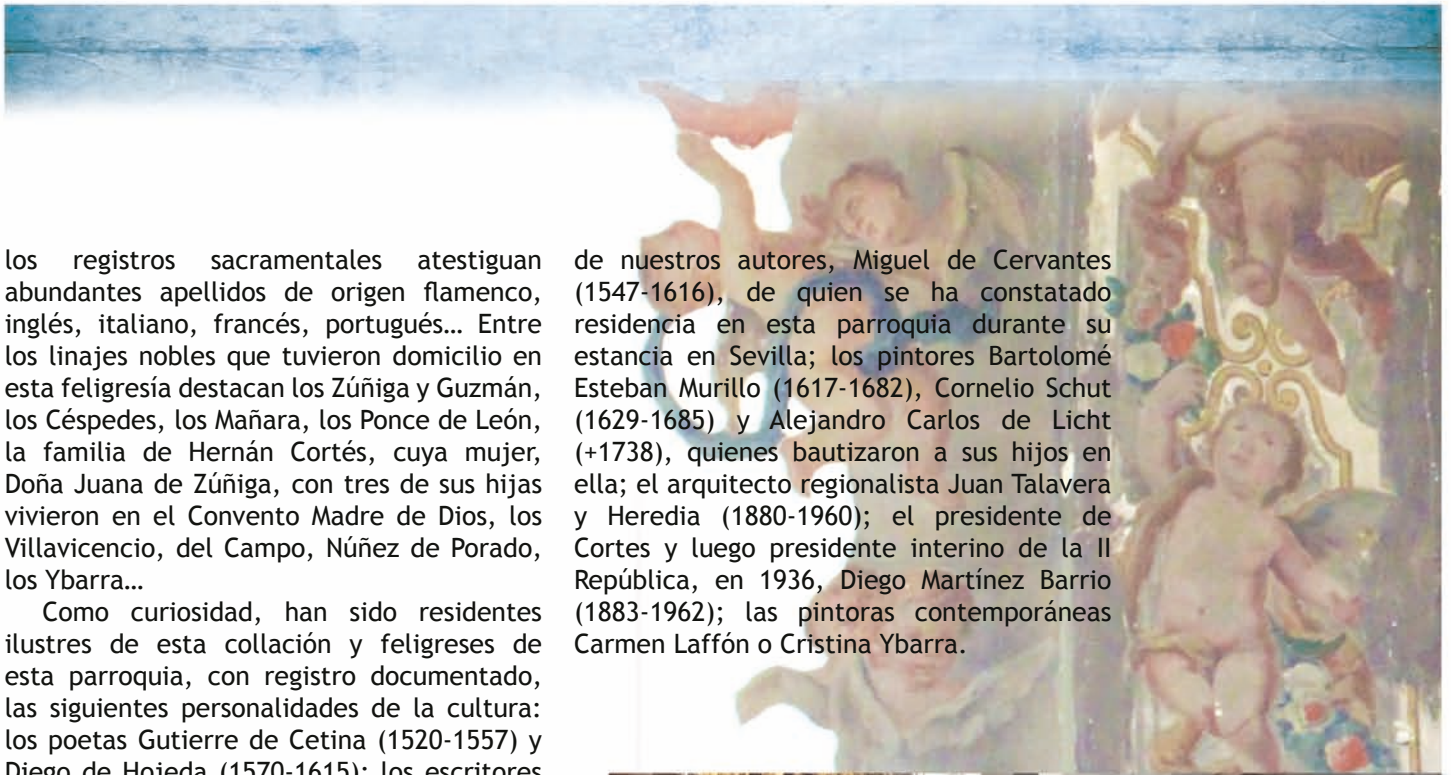 los registros sacramentales atestiguan
abundantes apellidos de origen flamenco,
inglés, italiano, francés, portugués... Entre
los linajes nobles que tuvieron domicilio en
esta feligresía destacan los Zúñiga y Guzmán,
los Céspedes, los Mañara, los Ponce de León,
la familia de Hernán Cortés, cuya mujer,
Doña Juana de Zúñiga, con tres de sus hijas
vivieron en el Convento Madre de Dios, los
Villavicencio, del Campo, Núñez de Porado,
los Ybarra...
Como curiosidad, han sido residentes
ilustres de esta collación y feligreses de
esta parroquia, con registro documentado,
las siguientes personalidades de la cultura:
los poetas Gutierre de Cetina (1520-1557) y
Diego de Hojeda (1570-1615); los escritores
de nuestros autores, Miguel de Cervantes
(1547-1616), de quien se ha constatado
residencia en esta parroquia durante su
estancia en Sevilla; los pintores Bartolomé
Esteban Murillo (1617-1682), Cornelio Schut
(1629-1685) y Alejandro Carlos de Licht
(+1738), quienes bautizaron a sus hijos en
ella; el arquitecto regionalista Juan Talavera
y Heredia (1880-1960); el presidente de
Cortes y luego presidente interino de la II
República, en 1936, Diego Martínez Barrio
(1883-1962); las pintoras contemporáneas
Carmen Laffón o Cristina Ybarra.